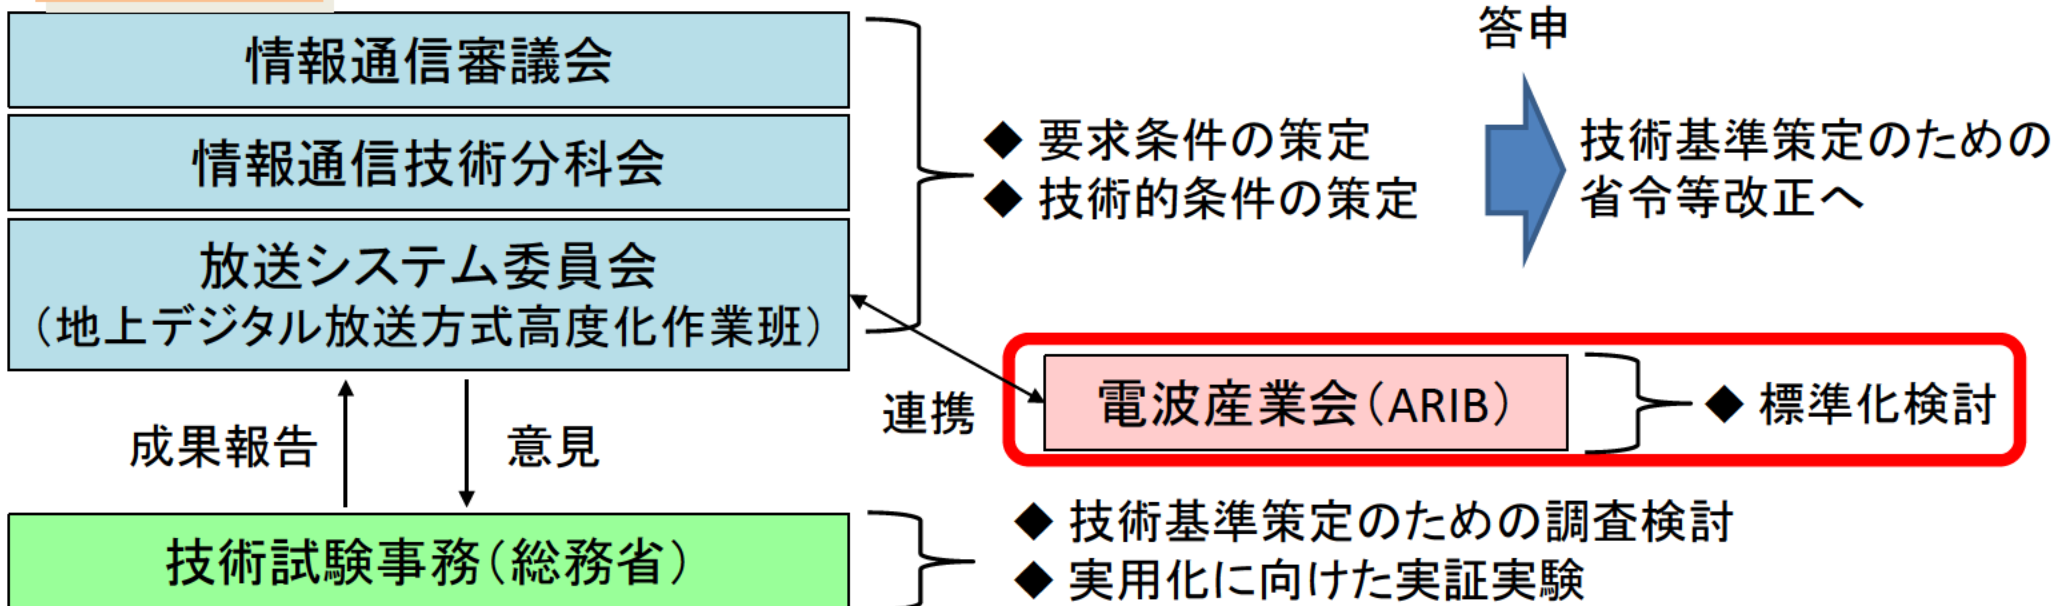 情報通信審議会
情報通信技術分科会
放送システム委員会
（地上デジタル放送方式高度化作業班）
◆ 要求条件の策定
◆ 技術的条件の策定
答申
技術基準策定のための
省令等改正へ
連携
電波産業会（ARIB）
◆ 標準化検討
成果報告
意見
技術試験事務（総務省）
◆ 技術基準策定のための調査検討
◆ 実用化に向けた実証実験